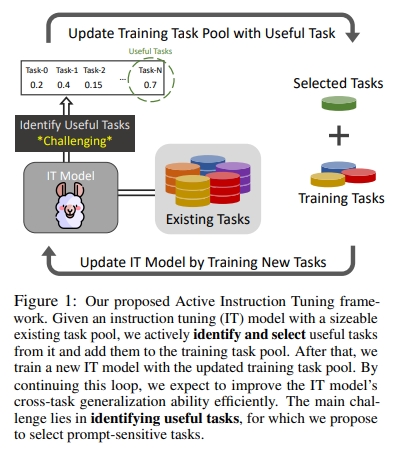 Update Training Task Pool with Useful Task
Useful Tasks
Task-0 Task-1 Task-2 ... Task-N
0.2 0.4 0.15 0.7
Selected Tasks
Identify Useful Tasks
*Challenging*
IT Model
Existing Tasks
Training Tasks
Update IT Model by Training New Tasks
Figure 1: Our proposed Active Instruction Tuning frame-
work. Given an instruction tuning (IT) model with a sizeable
existing task pool, we actively identify and select useful tasks
from it and add them to the training task pool. After that, we
train a new IT model with the updated training task pool. By
continuing this loop, we expect to improve the IT model's
cross-task generalization ability efficiently. The main chal-
lenge lies in identifying useful tasks, for which we propose
to select prompt-sensitive tasks.